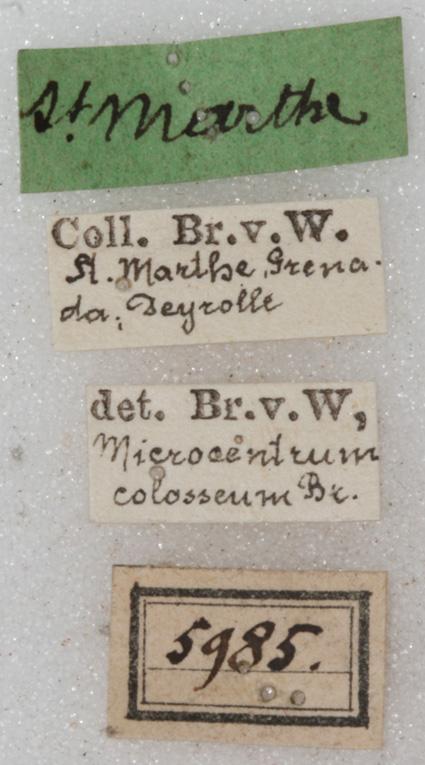 St. Marthe
Coll. Br.v.W.
St. Marthe, Grena-
da, Deyrolle
det. Br.v.W,
Microcentrum
colosseum Br.
5985.